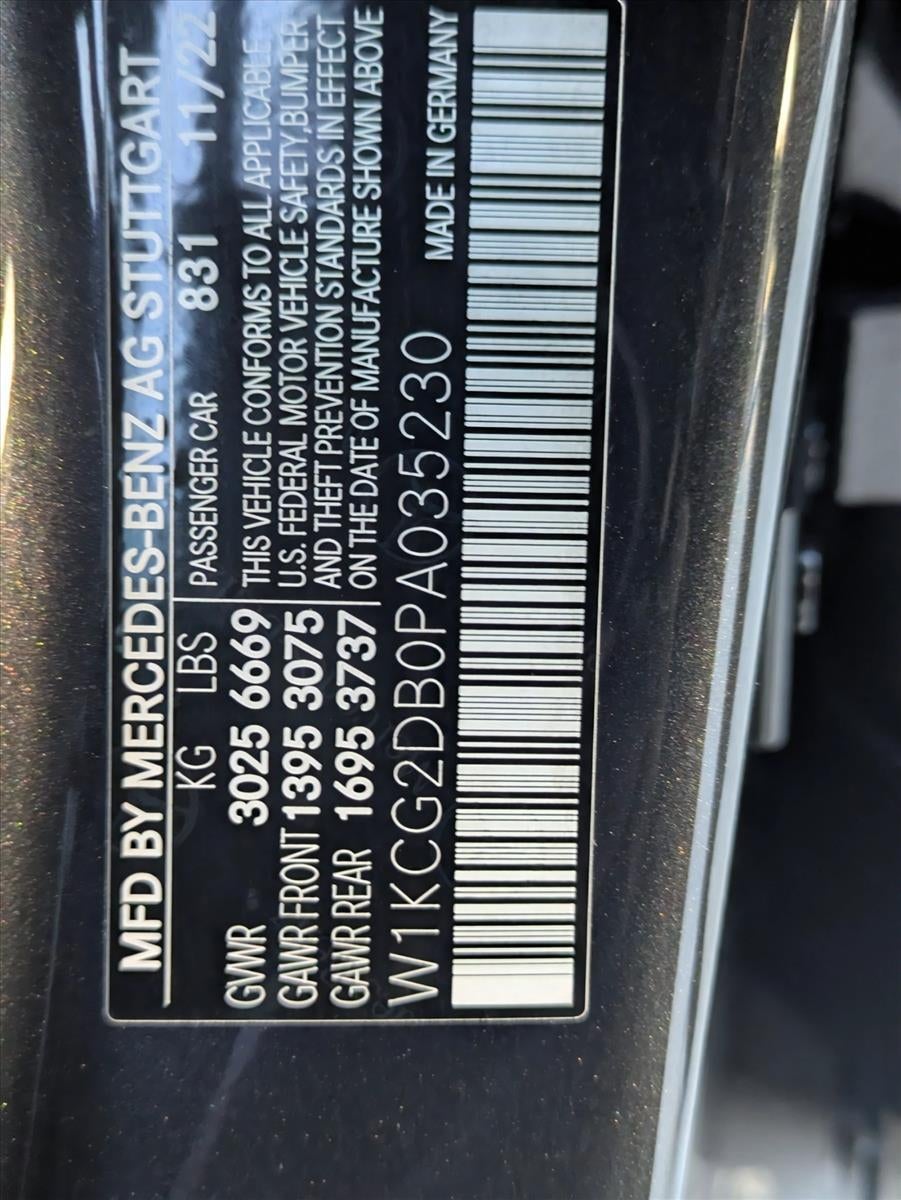 MFD BY MERCEDES-BENZ AG STUTTGART
KG LBS PASSENGER CAR 831 11/22
GVWR 3025 6669 THIS VEHICLE CONFORMS TO ALL APPLICABLE
GAWR FRONT 1395 3075 U.S. FEDERAL MOTOR VEHICLE SAFETY,BUMPER
GAWR REAR 1695 3737 AND THEFT PREVENTION STANDARDS IN EFFECT
ON THE DATE OF MANUFACTURE SHOWN ABOVE
W1KCG2DB0PA035230 MADE IN GERMANY